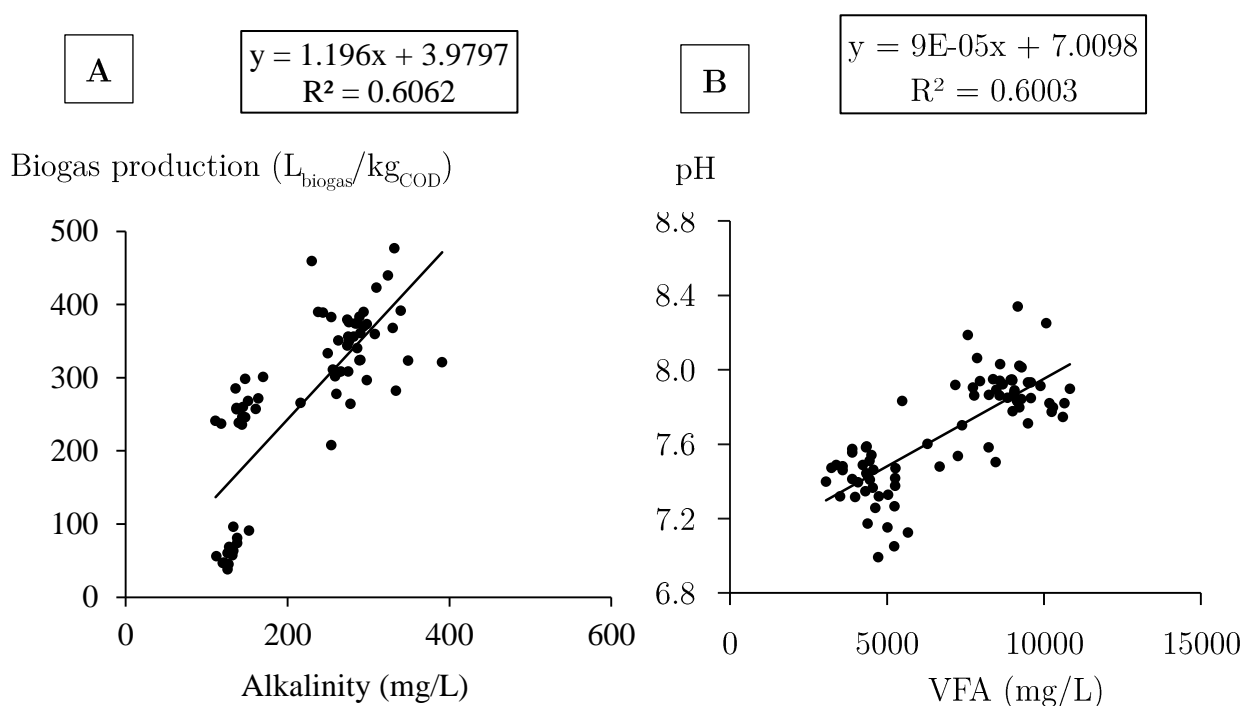 A
y = 1.196x + 3.9797
R² = 0.6062
Biogas production (L_biogas/kg_COD)
500
400
300
200
100
0
0 200 400 600
Alkalinity (mg/L)
B
y = 9E-05x + 7.0098
R² = 0.6003
pH
8.8
8.4
8.0
7.6
7.2
6.8
0 5000 10000 15000
VFA (mg/L)